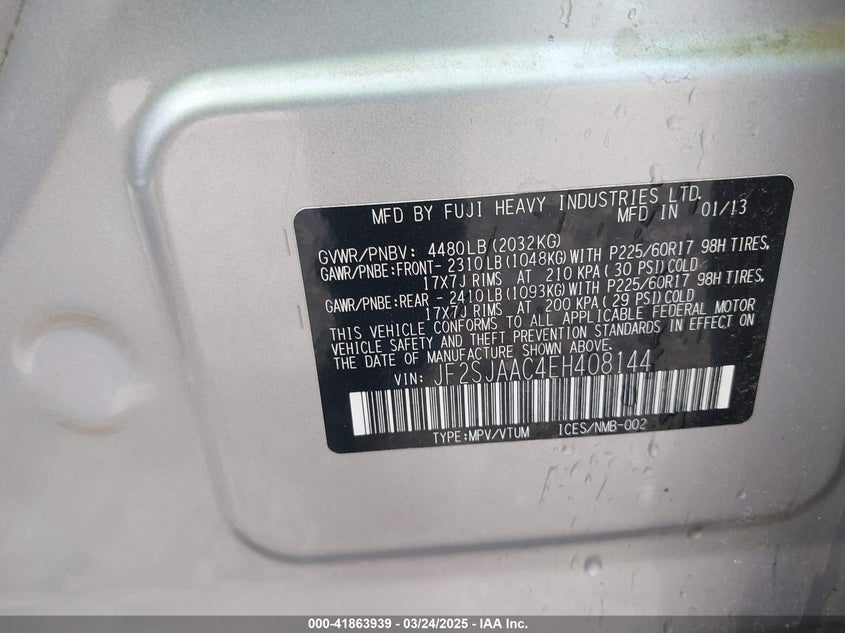 MFD BY FUJI HEAVY INDUSTRIES LTD.
MFD IN 01/13
GVWR/PNBV: 4480LB(2032KG)
GAWR/PNBE:FRONT- 2310LB(1048KG)WITH P225/60R17 98H TIRES,
17X7J RIMS AT 210 KPA(30 PSI)COLD
GAWR/PNBE:REAR - 2410LB(1093KG)WITH P225/60R17 98H TIRES,
17X7J RIMS AT 200 KPA(29 PSI)COLD
THIS VEHICLE CONFORMS TO ALL APPLICABLE FEDERAL MOTOR
VEHICLE SAFETY AND THEFT PREVENTION STANDARDS IN EFFECT ON
THE DATE OF MANUFACTURE SHOWN ABOVE.
VIN: JF2SJAAC4EH408144
TYPE:MPV/VTUM ICES/NMB-002
000-41863939 - 03/24/2025 - IAA Inc.